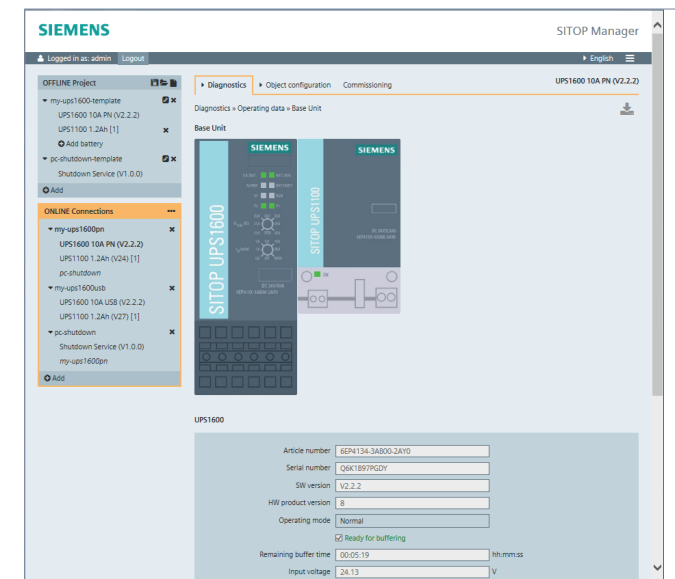 SIEMENS
SITOP Manager
Logged in as: admin Logout
English
OFFLINE Project
my-ups1600-template
UPS1600 10A PN (V2.2.2)
UPS1100 1.2Ah [1]
Add battery
pc-shutdown-template
Shutdown Service (V1.0.0)
Add
ONLINE Connections
my-ups1600pn
UPS1600 10A PN (V2.2.2)
UPS1100 1.2Ah (V24) [1]
pc-shutdown
my-ups1600usb
UPS1600 10A USB (V2.2.2)
UPS1100 1.2Ah (V27) [1]
pc-shutdown
Shutdown Service (V1.0.0)
my-ups1600pn
Add
Diagnostics Object configuration Commissioning
UPS1600 10A PN (V2.2.2)
Diagnostics » Operating data » Base Unit
Base Unit
SIEMENS
SITOP UPS1600
SIEMENS
SITOP UPS1100
OK
UPS1600
Article number 6EP4134-3AB00-2AY0
Serial number Q6K1897PGDY
SW version V2.2.2
HW product version 8
Operating mode Normal
Ready for buffering
Remaining buffer time 00:05:19 hh:mm:ss
Input voltage 24.13 V